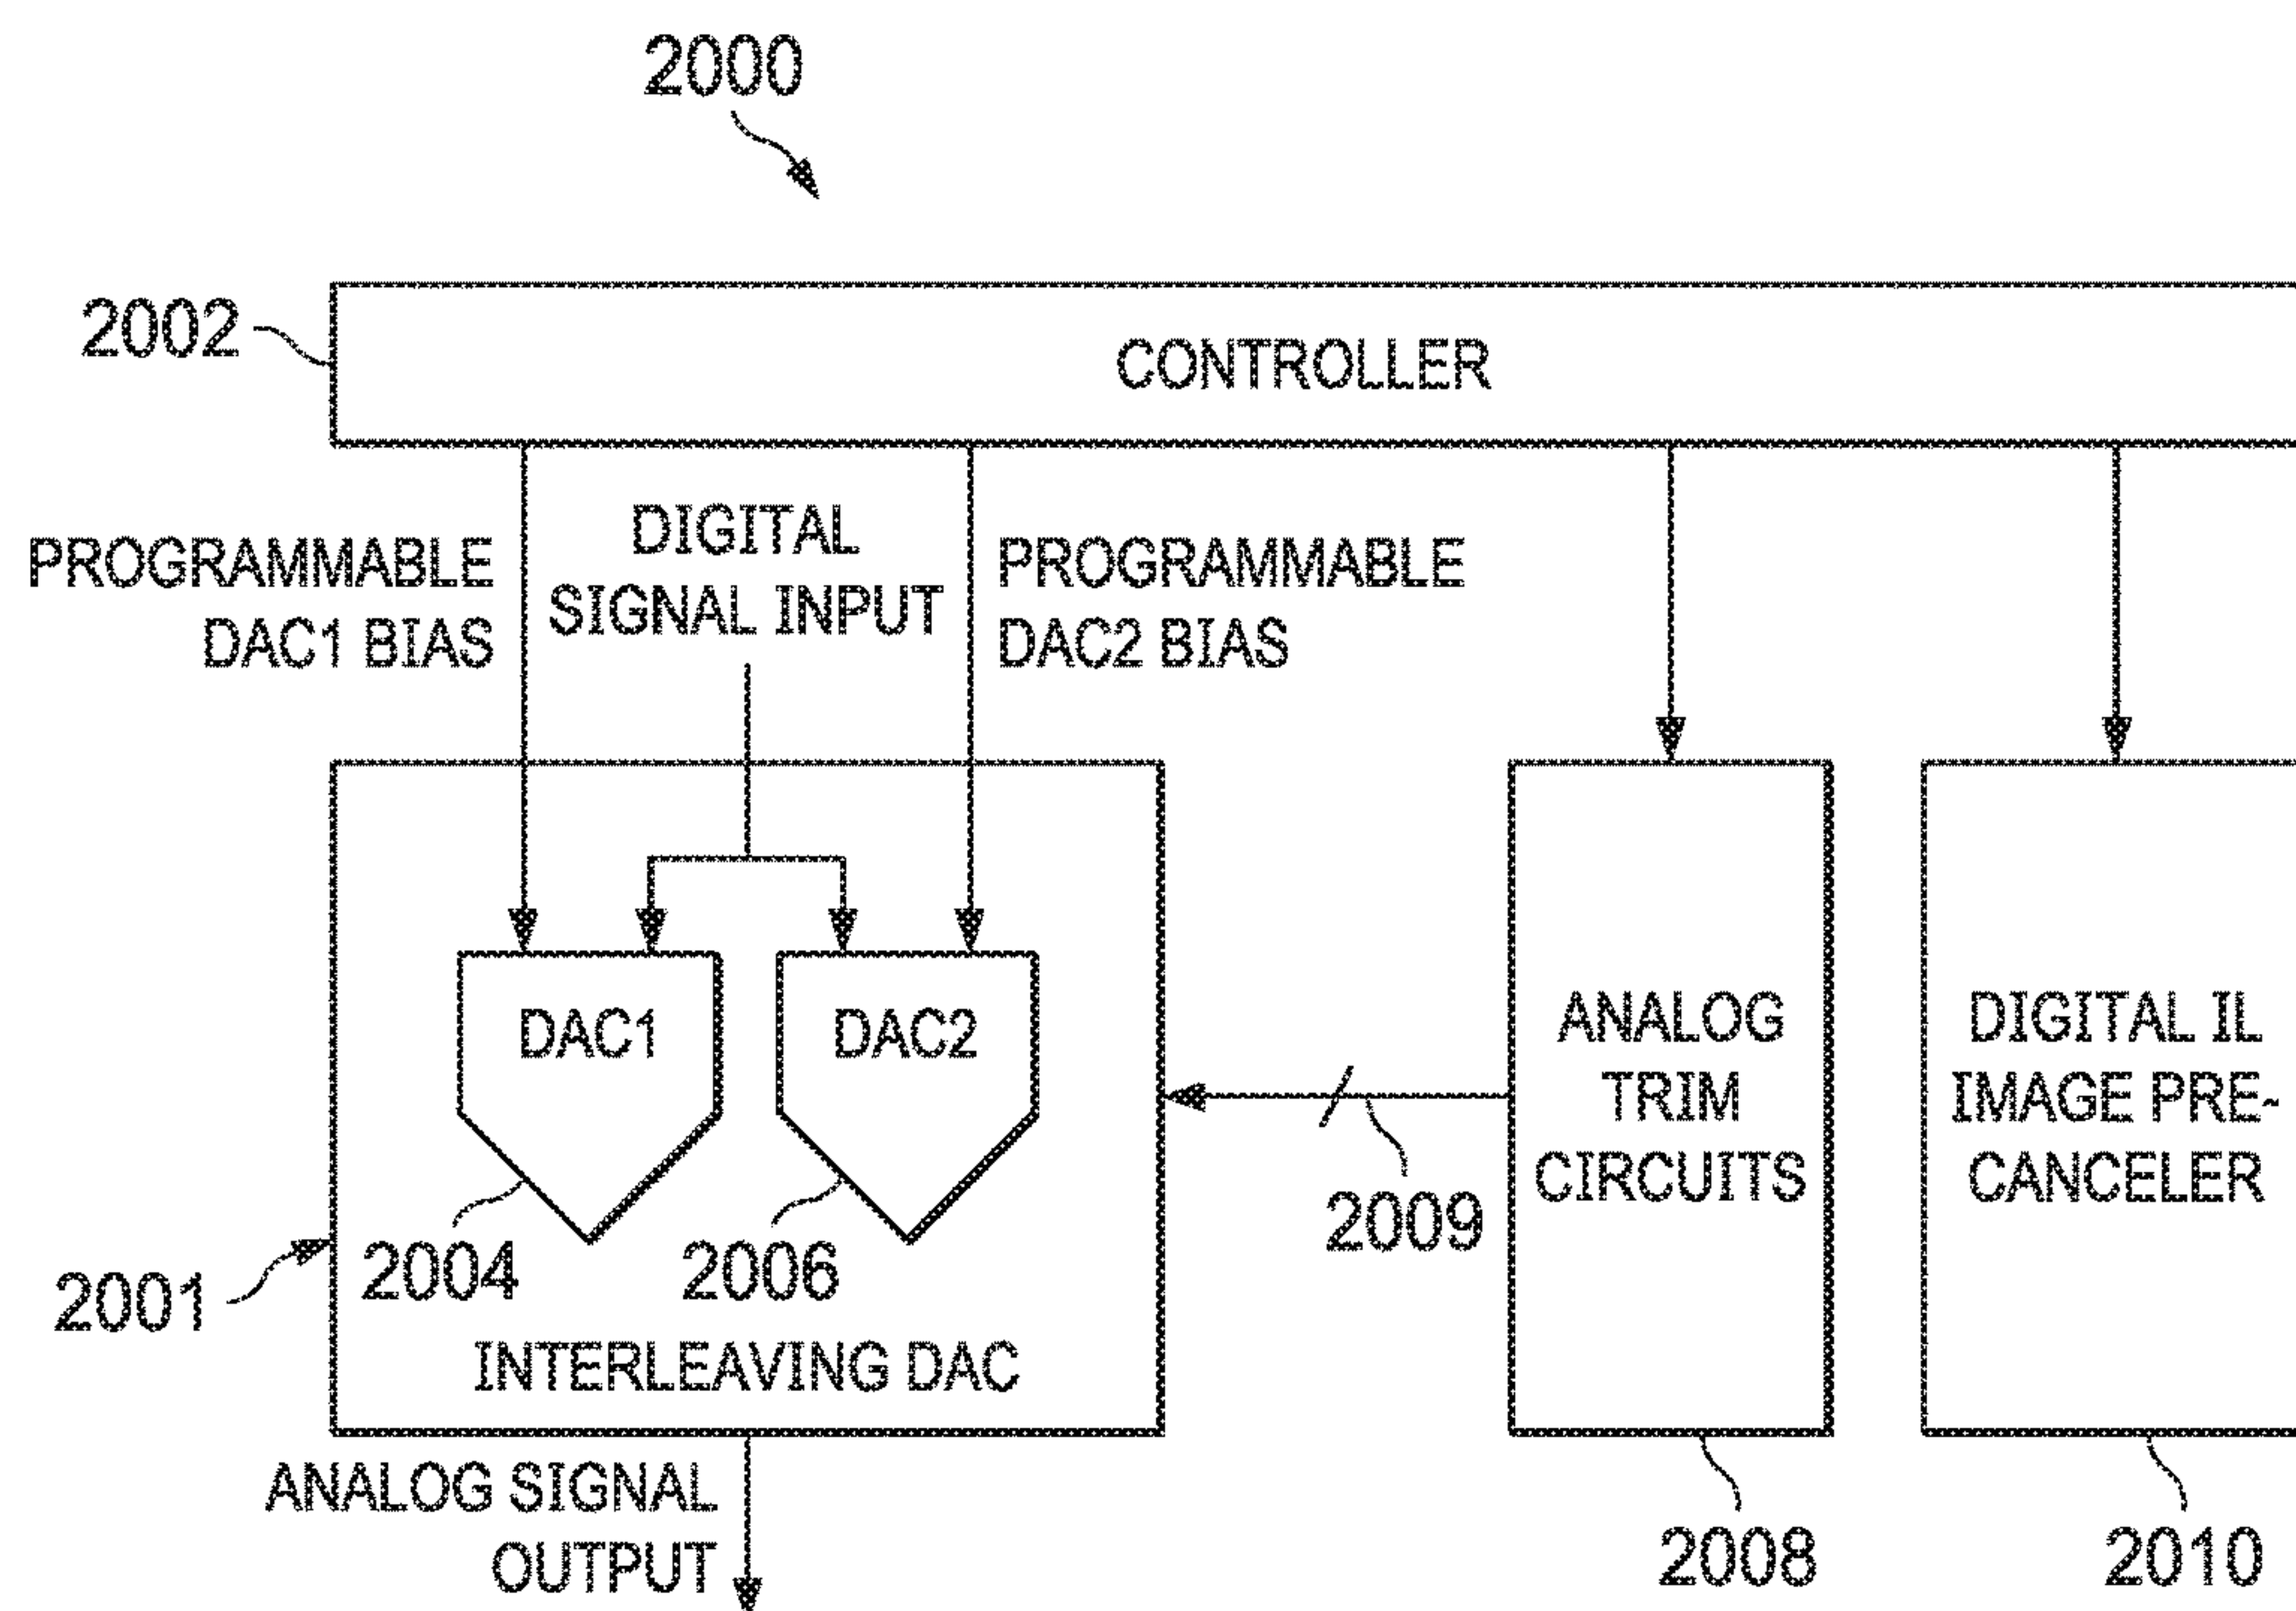 2000
2002
CONTROLLER
PROGRAMMABLE
DAC1 BIAS
DIGITAL
SIGNAL INPUT
PROGRAMMABLE
DAC2 BIAS
DAC1
DAC2
2004
2006
2001
INTERLEAVING DAC
ANALOG SIGNAL
OUTPUT
2009
ANALOG
TRIM
CIRCUITS
2008
DIGITAL IL
IMAGE PRE-
CANCELER
2010